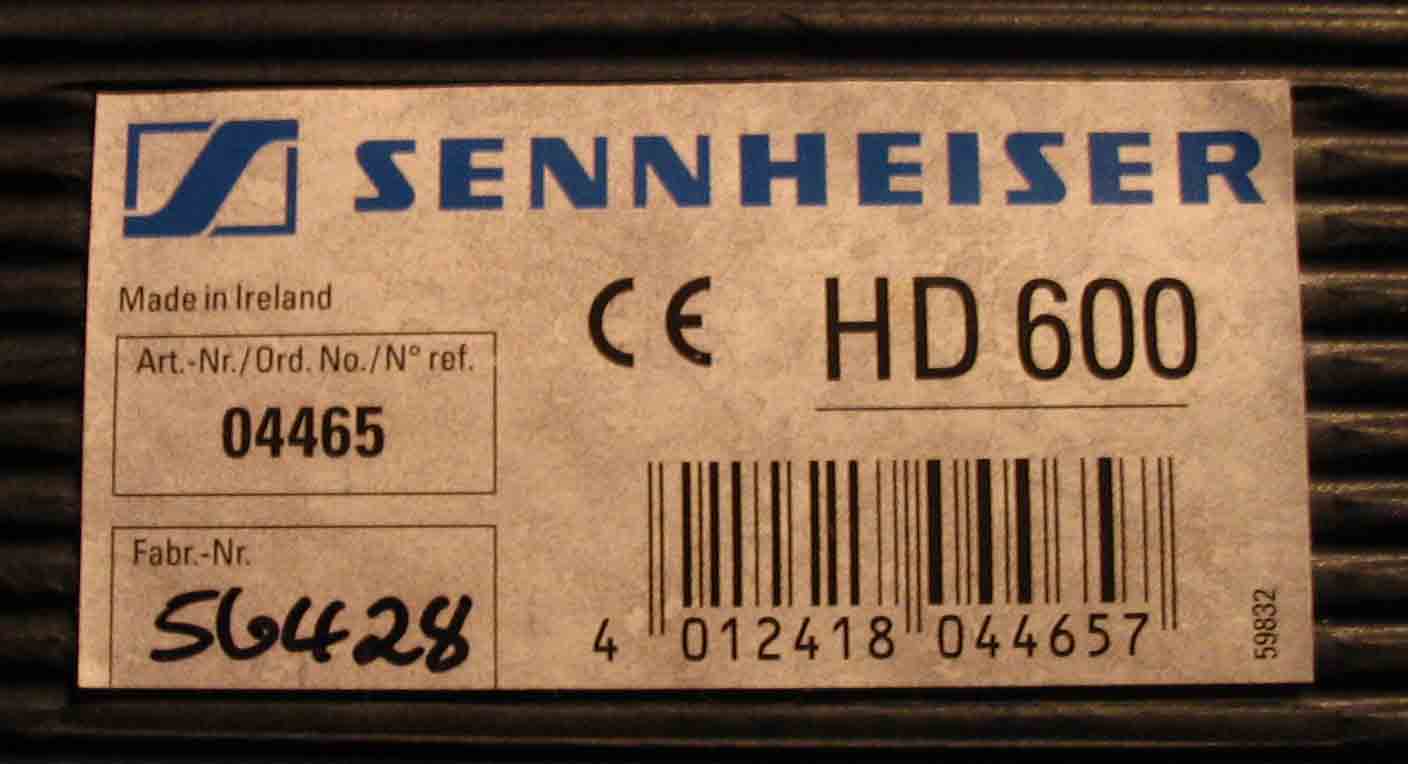 SENNHEISER
Made in Ireland
CE HD 600
Art.-Nr./Ord. No./N° ref.
04465
Fabr.-Nr.
56428
4 012418 044657
59832